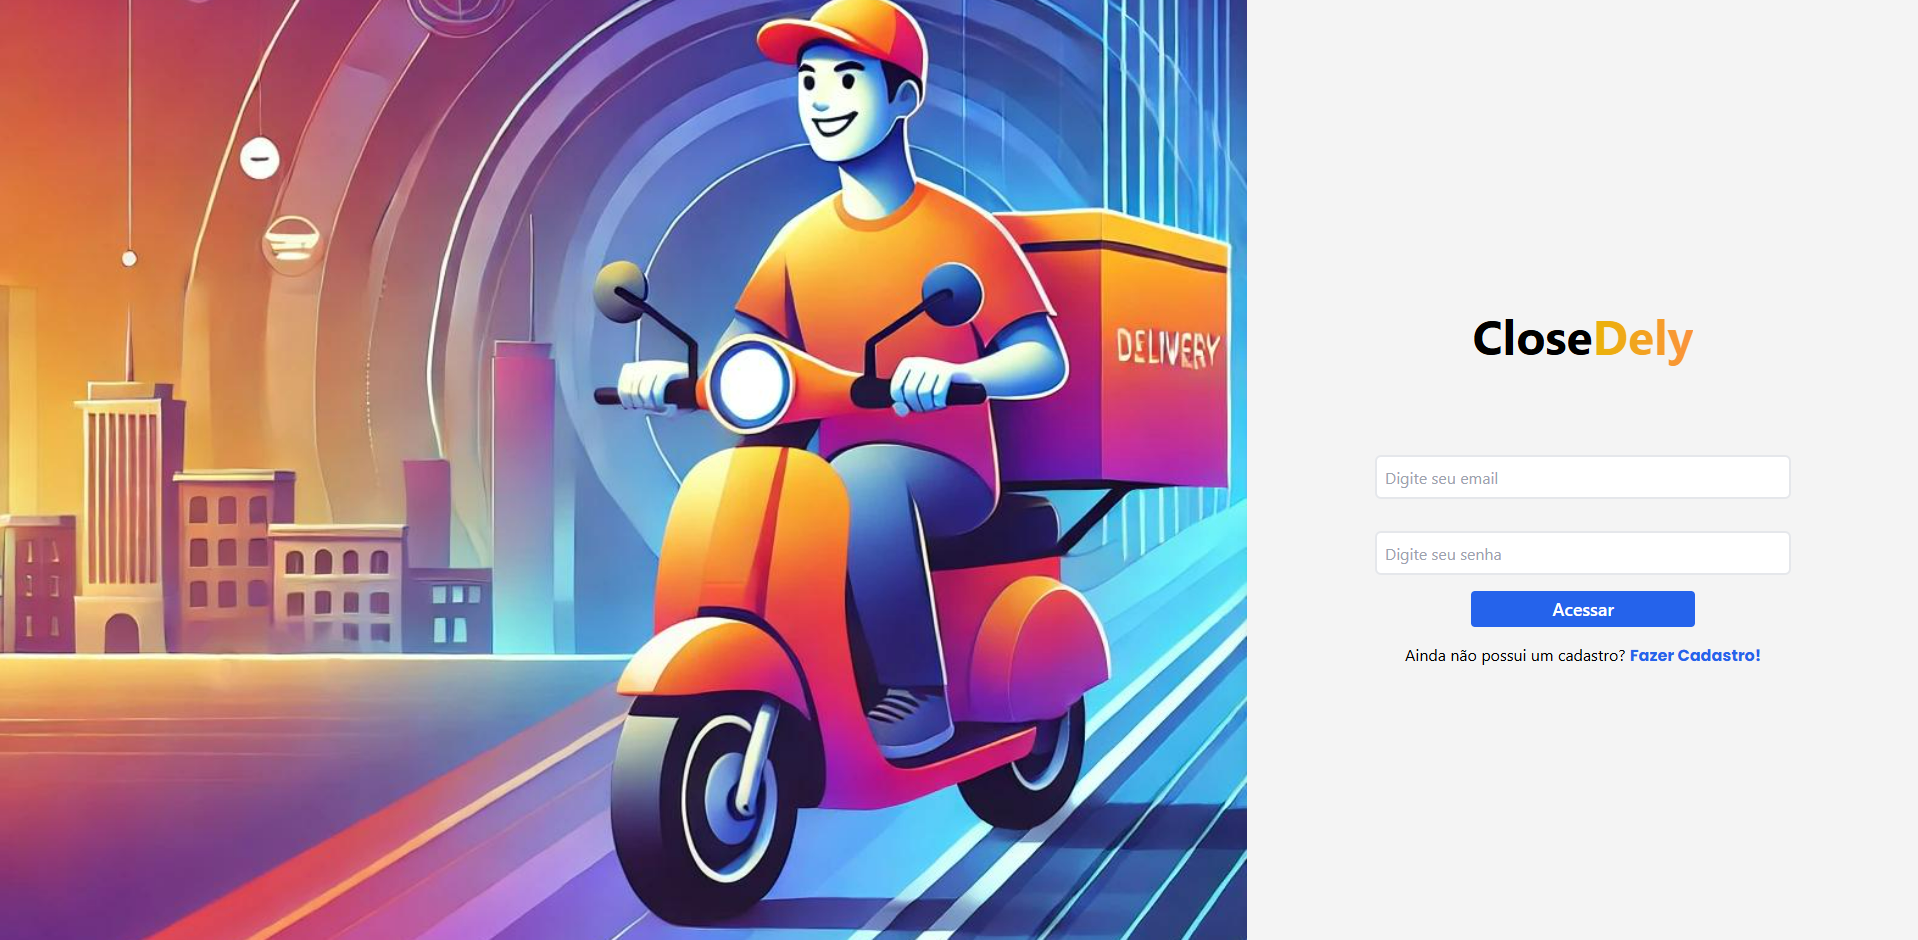 DELIVERY
CloseDely
Digite seu email
Digite seu senha
Acessar
Ainda não possui um cadastro? Fazer Cadastro!